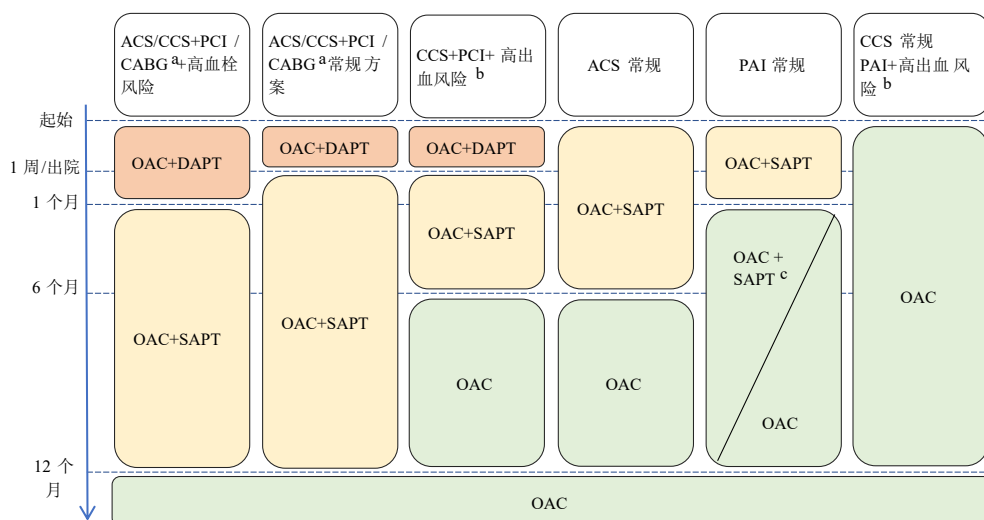 ACS/CCS+PCI /
CABG a+高血栓
风险
ACS/CCS+PCI /
CABG a 常规方
案
CCS+PCI+ 高出
血风险 b
ACS 常规
PAI 常规
CCS 常规
PAI+高出血 风
险 b
起始
OAC+DAPT
OAC+DAPT
OAC+DAPT
OAC+SAPT
1 周/出院
1 个月
OAC+SAPT
OAC+SAPT
OAC +
SAPT c
6 个月
OAC
OAC+SAPT
OAC+SAPT
OAC
OAC
OAC
12 个
月
OAC